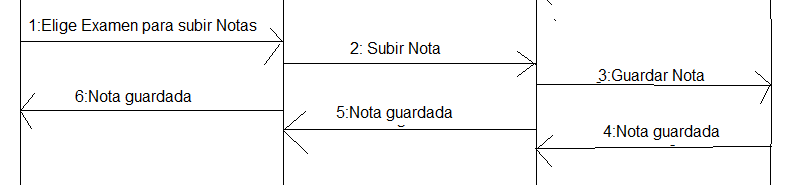 1:Elige Examen para subir Notas
2: Subir Nota
3:Guardar Nota
6:Nota guardada
5:Nota guardada
4:Nota guardada